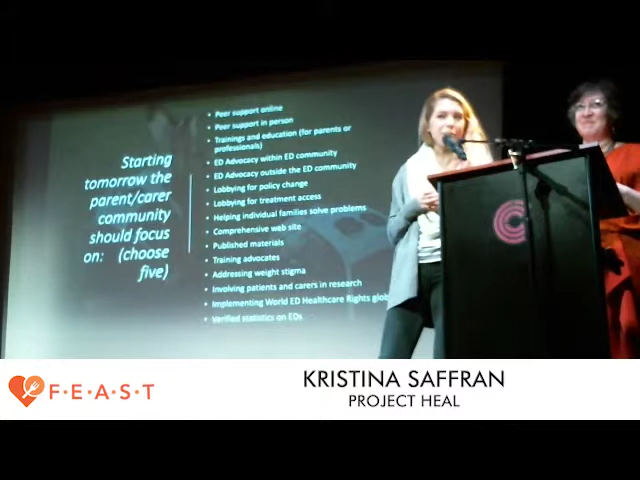 Starting
tomorrow the
parent/carer
community
should focus
on: (choose
five)
• Peer support online
• Peer support in person
• Trainings and education (for parents or
professionals)
• ED Advocacy within ED community
• ED Advocacy outside the ED community
• Lobbying for policy change
• Lobbying for treatment access
• Helping individual families solve problems
• Comprehensive web site
• Published materials
• Training advocates
• Addressing weight stigma
• Involving patients and carers in research
• Implementing World ED Healthcare Rights
• Verified statistics on EDs
F·E·A·S·T
KRISTINA SAFFRAN
PROJECT HEAL